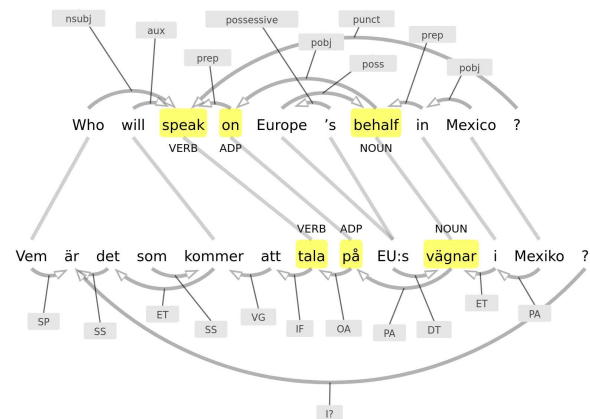 nsubj
aux
prep
possessive
pobj
punct
poss
prep
pobj
Who will speak on Europe 's behalf in Mexico ?
VERB ADP NOUN
VERB ADP NOUN
Vem är det som kommer att tala på EU:s vägnar i Mexiko ?
SP
SS
ET
SS
VG
IF
OA
PA
DT
ET
PA
I?